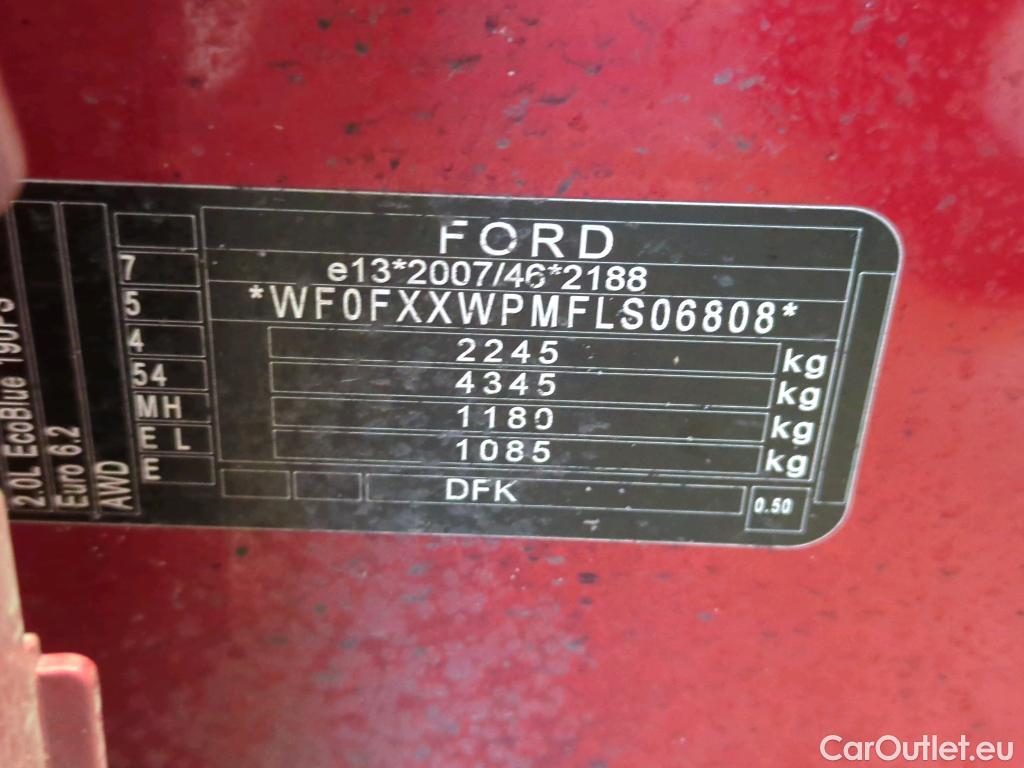 FORD
e13*2007/46*2188
*WF0FXXWPMFLS06808*
2245 kg
4345 kg
1180 kg
1085 kg
DFK
0.50
7
5
4
54
MH
E L
E
2.0L EcoBlue 190PS
Euro 6.2
AWD
CarOutlet.eu